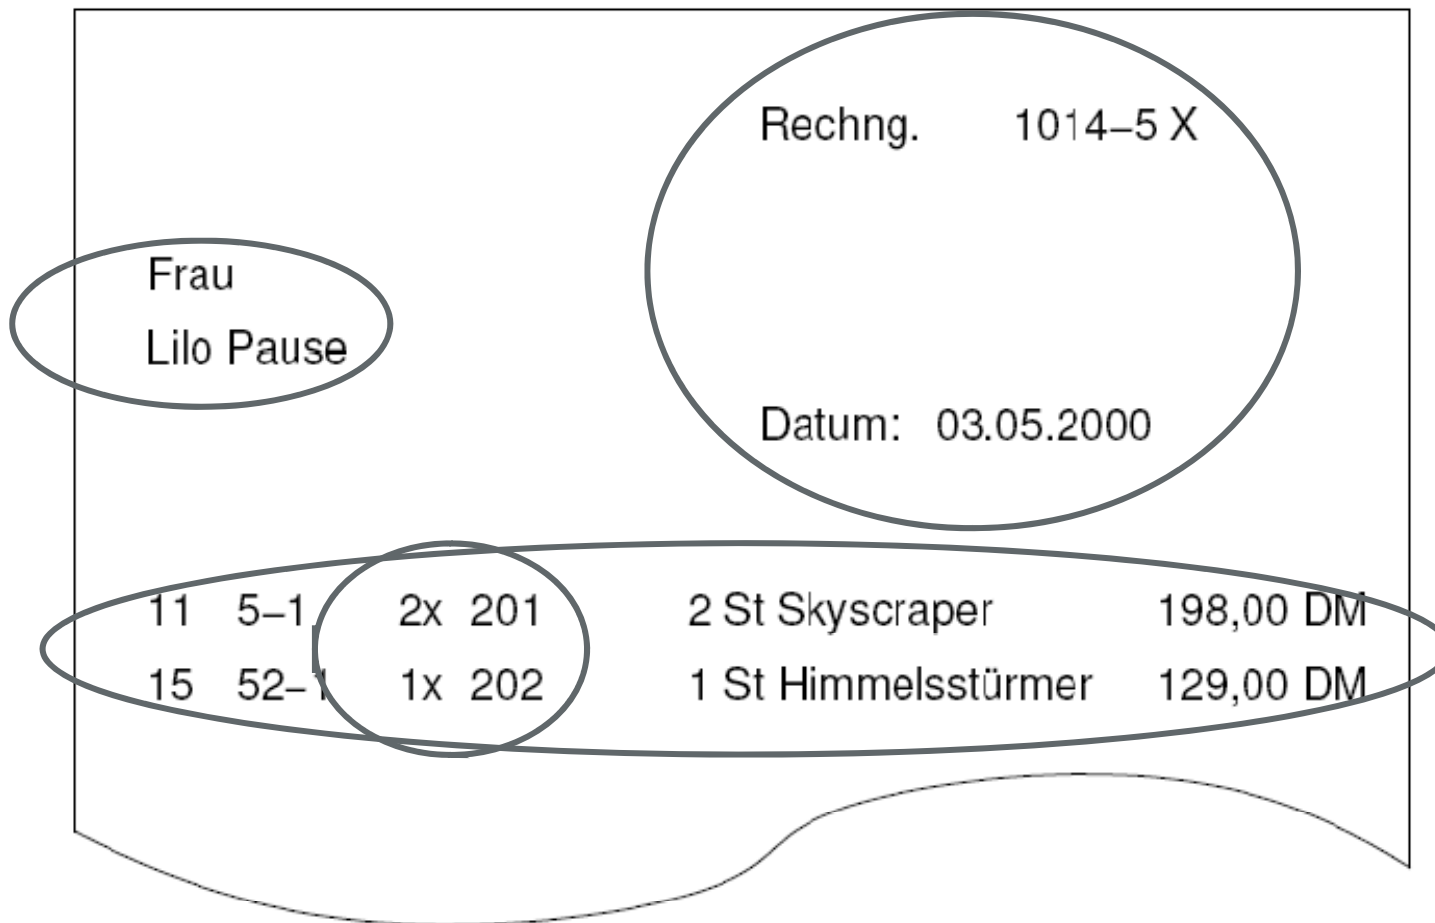 Rechng. 1014–5 X
Frau
Lilo Pause
Datum: 03.05.2000
11 5–1 2x 201 2 St Skyscraper 198,00 DM
15 52–1 1x 202 1 St Himmelsstürmer 129,00 DM